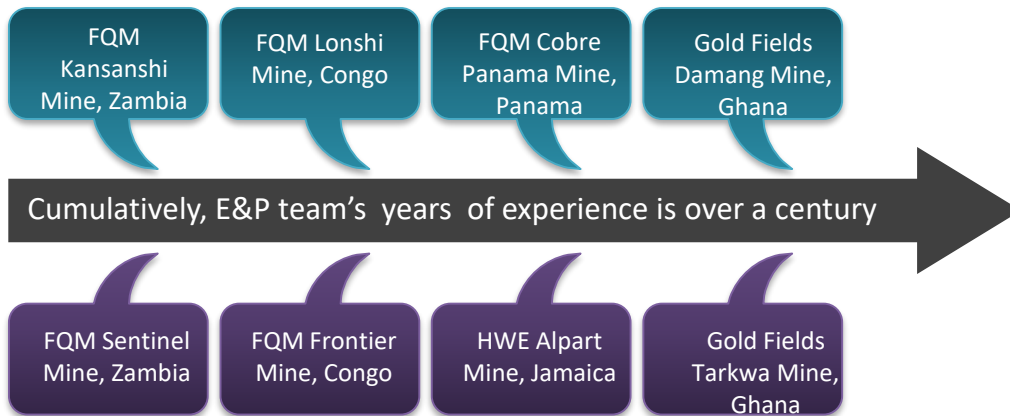 FQM
Kansanshi
Mine, Zambia
FQM Lonshi
Mine, Congo
FQM Cobre
Panama Mine,
Panama
Gold Fields
Damang Mine,
Ghana
Cumulatively, E&P team’s  years  of experience is over a century
FQM Sentinel
Mine, Zambia
FQM Frontier
Mine, Congo
HWE Alpart
Mine, Jamaica
Gold Fields
Tarkwa Mine,
Ghana